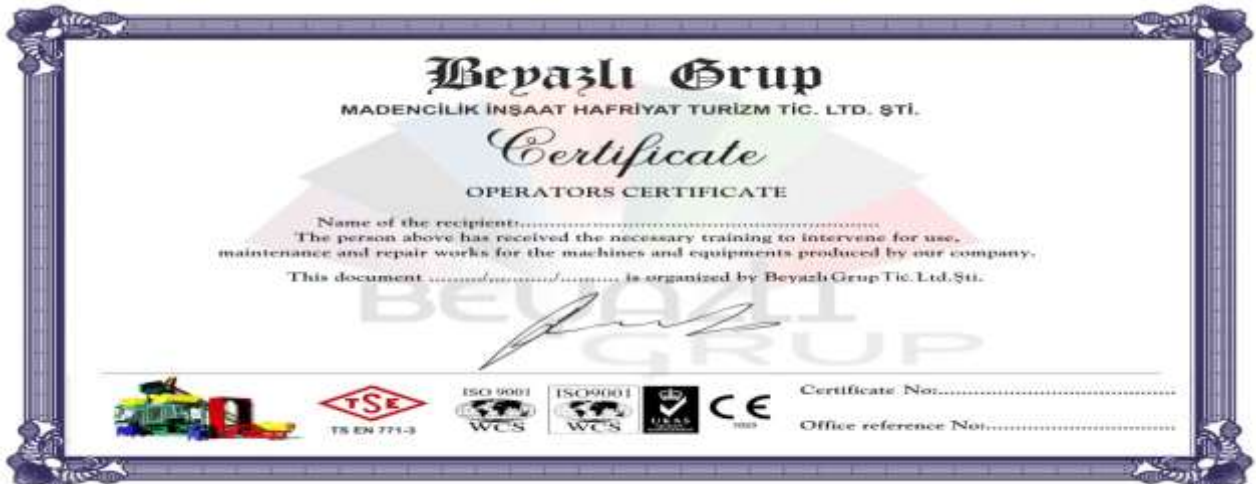 Beyazlı Grup
MADENCİLİK İNŞAAT HAFRİYAT TURİZM TİC. LTD. ŞTİ.
Certificate
OPERATORS CERTIFICATE
Name of the recipient:..........................................................................
The person above has received the necessary training to intervene for use,
maintenance and repair works for the machines and equipments produced by our company.
This document ........../............/.......... is organized by Beyazlı Grup Tic. Ltd. Şti.
BEYAZLI
GRUP
TSE
TS EN 771-3
ISO 9001
WCS
ISO9001
WCS
UKAS
CE
Certificate No:................................................
Office reference No:......................................